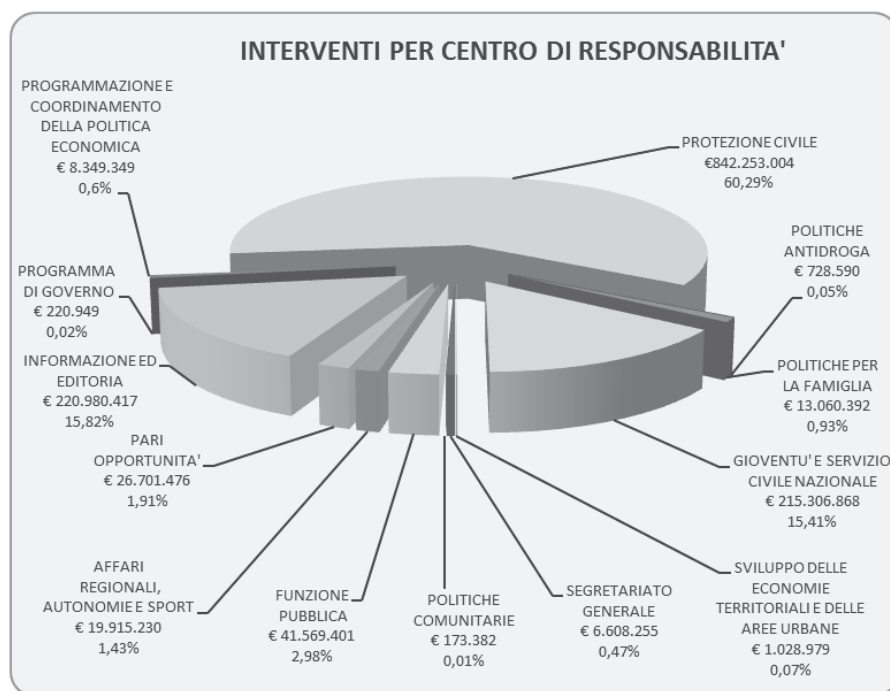 INTERVENTI PER CENTRO DI RESPONSABILITA'
PROGRAMMAZIONE E
COORDINAMENTO
DELLA POLITICA
ECONOMICA
€ 8.349.349
0,6%
PROTEZIONE CIVILE
€842.253.004
60,29%
POLITICHE
ANTIDROGA
€ 728.590
0,05%
PROGRAMMA
DI GOVERNO
€ 220.949
0,02%
POLITICHE PER
LA FAMIGLIA
€ 13.060.392
0,93%
INFORMAZIONE ED
EDITORIA
€ 220.980.417
15,82%
PARI
OPPORTUNITA'
€ 26.701.476
1,91%
GIOVENTU' E SERVIZIO
CIVILE NAZIONALE
€ 215.306.868
15,41%
AFFARI
REGIONALI,
AUTONOMIE E SPORT
€ 19.915.230
1,43%
FUNZIONE
PUBBLICA
€ 41.569.401
2,98%
POLITICHE
COMUNITARIE
€ 173.382
0,01%
SEGRETARIATO
GENERALE
€ 6.608.255
0,47%
SVILUPPO DELLE
ECONOMIE
TERRITORIALI E DELLE
AREE URBANE
€ 1.028.979
0,07%